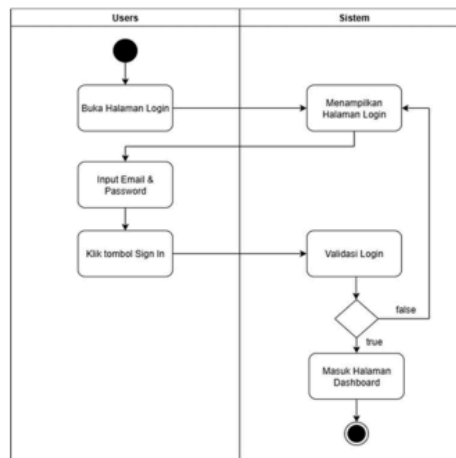 Users
Sistem
Buka Halaman Login
Menampilkan
Halaman Login
Input Email &
Password
Klik tombol Sign In
Validasi Login
false
true
Masuk Halaman
Dashboard